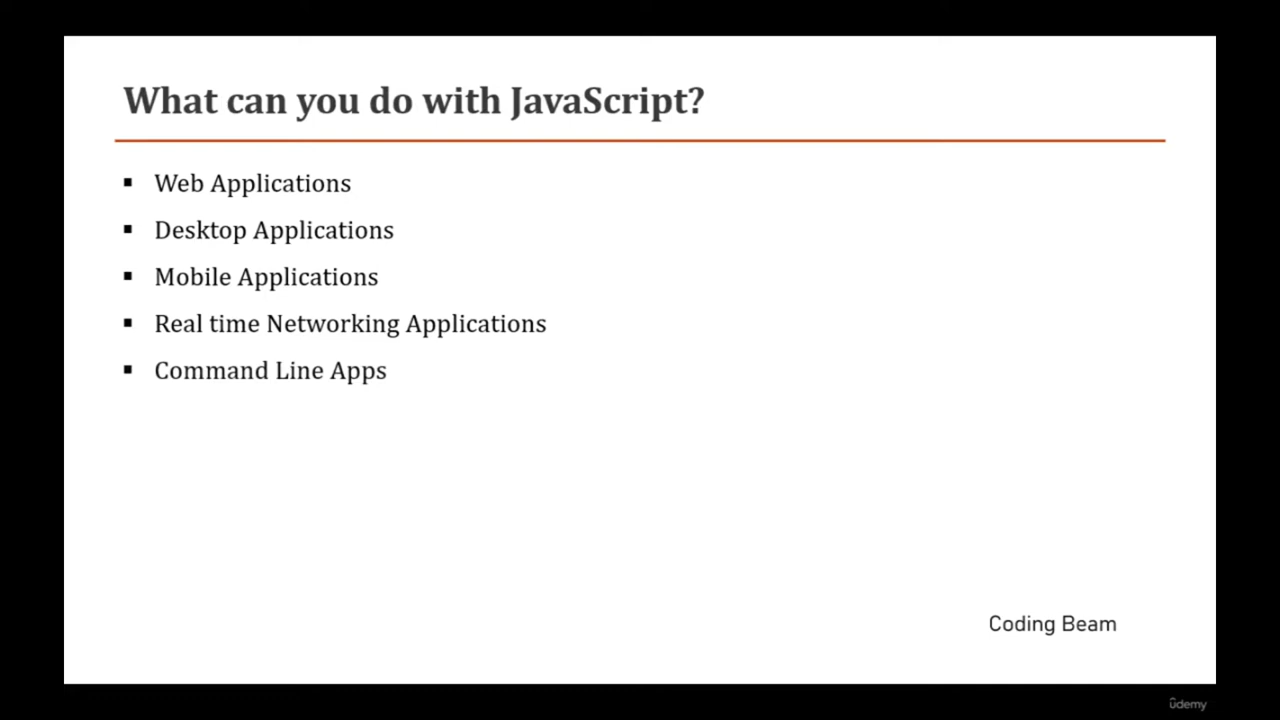 What can you do with JavaScript?
▪ Web Applications
▪ Desktop Applications
▪ Mobile Applications
▪ Real time Networking Applications
▪ Command Line Apps
Coding Beam
ûdemy